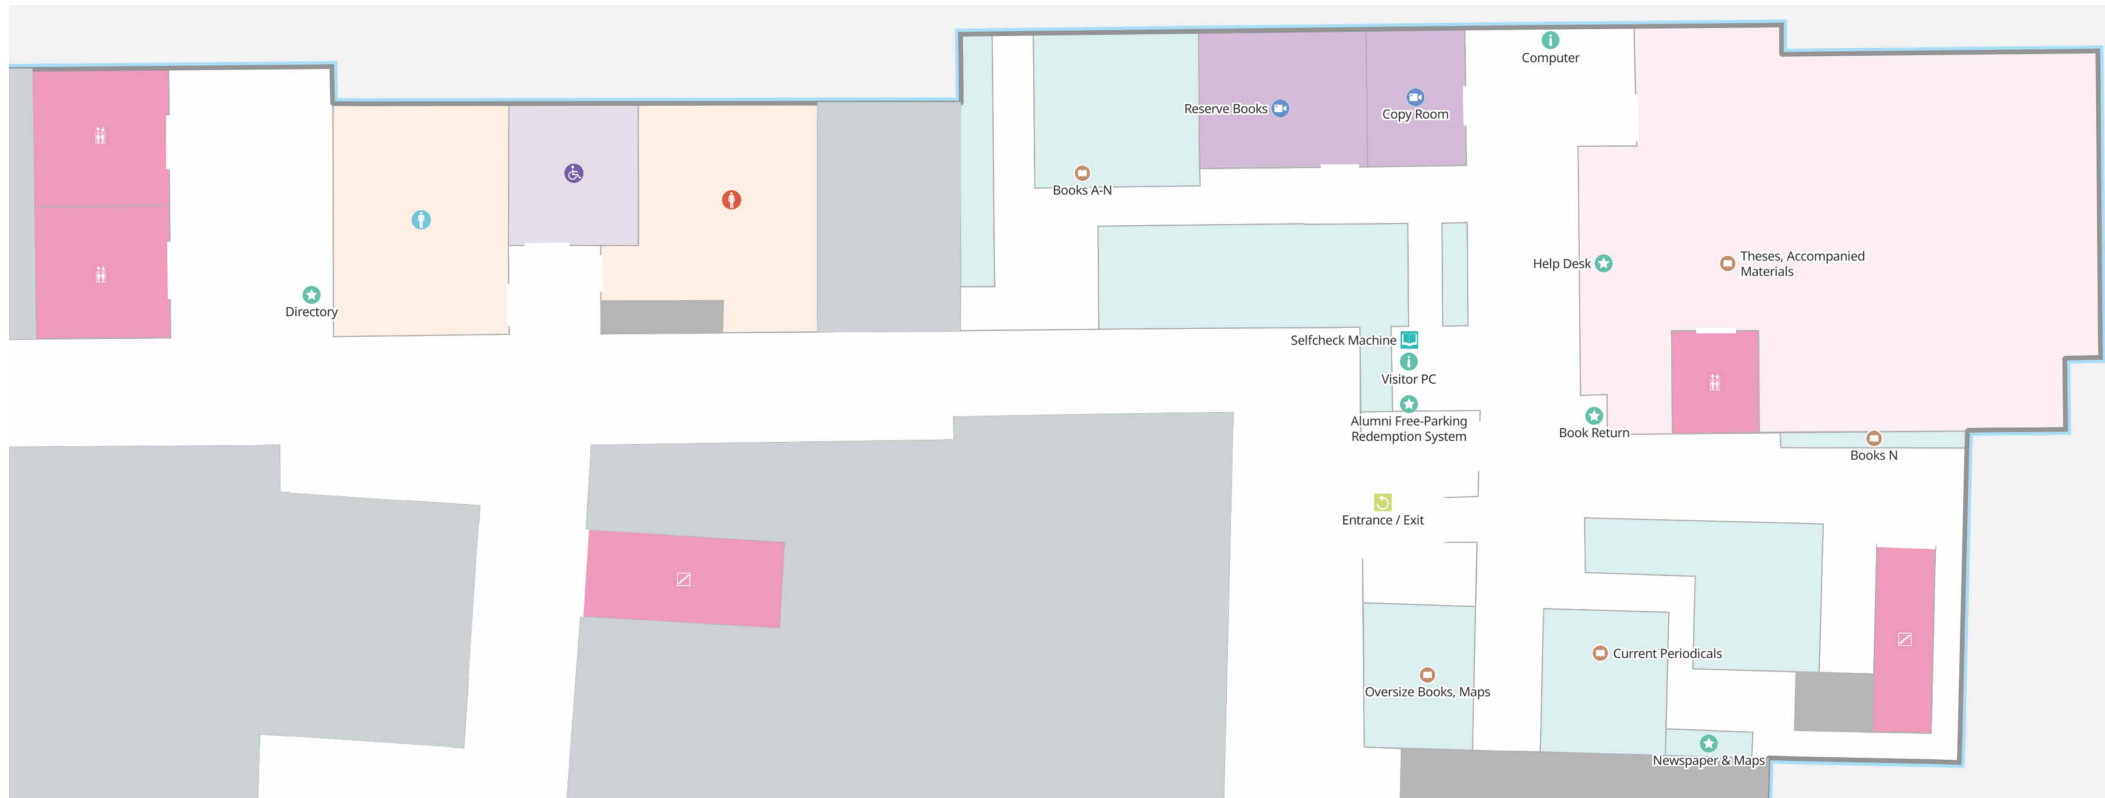 Computer
Reserve Books
Copy Room
Books A-N
Help Desk
Theses, Accompanied
Materials
Directory
Selfcheck Machine
Visitor PC
Alumni Free-Parking
Redemption System
Book Return
Books N
Entrance / Exit
Current Periodicals
Oversize Books, Maps
Newspaper & Maps